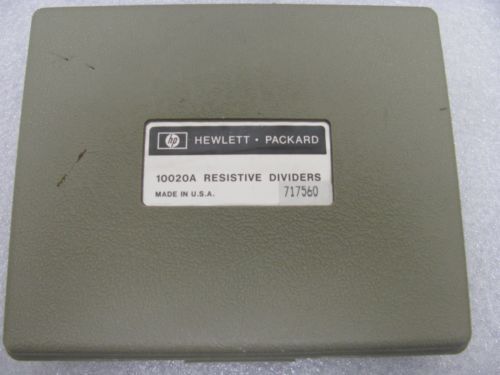 hp HEWLETT • PACKARD
10020A RESISTIVE DIVIDERS
MADE IN U.S.A. 717560